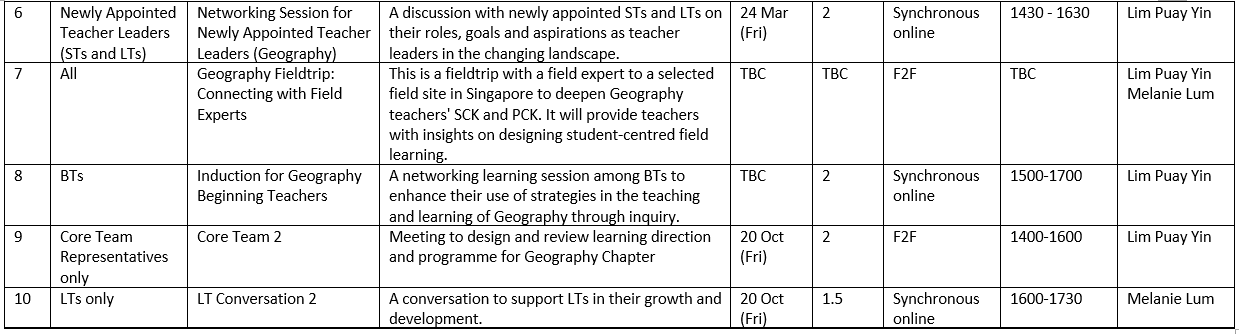 6 Newly Appointed Networking Session for A discussion with newly appointed STs and LTs on 24 Mar 2 Synchronous 1430 - 1630 Lim Puay Yin
Teacher Leaders Newly Appointed Teacher their roles, goals and aspirations as teacher (Fri) online
(STs and LTs) Leaders (Geography) leaders in the changing landscape.
7 All Geography Fieldtrip: This is a fieldtrip with a field expert to a selected TBC TBC F2F TBC Lim Puay Yin
Connecting with Field field site in Singapore to deepen Geography Melanie Lum
Experts teachers' SCK and PCK. It will provide teachers
with insights on designing student-centred field
learning.
8 BTs Induction for Geography A networking learning session among BTs to TBC 2 Synchronous 1500-1700 Lim Puay Yin
Beginning Teachers enhance their use of strategies in the teaching online
and learning of Geography through inquiry.
9 Core Team Core Team 2 Meeting to design and review learning direction 20 Oct 2 F2F 1400-1600 Lim Puay Yin
Representatives and programme for Geography Chapter (Fri)
only
10 LTs only LT Conversation 2 A conversation to support LTs in their growth and 20 Oct 1.5 Synchronous 1600-1730 Melanie Lum
development. (Fri) online